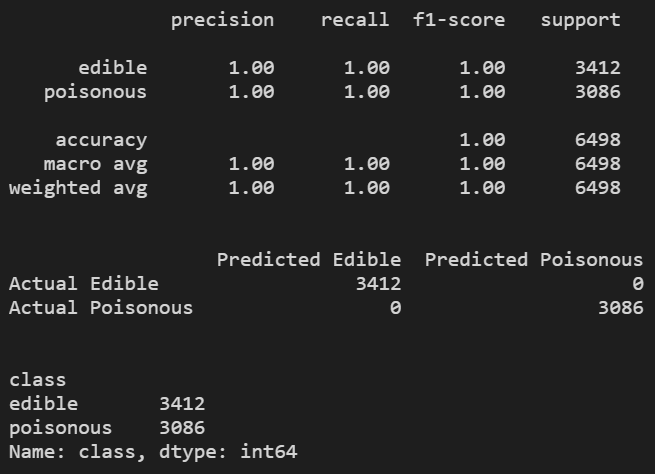 precision recall f1-score support
edible 1.00 1.00 1.00 3412
poisonous 1.00 1.00 1.00 3086
accuracy 1.00 6498
macro avg 1.00 1.00 1.00 6498
weighted avg 1.00 1.00 1.00 6498
Predicted Edible Predicted Poisonous
Actual Edible 3412 0
Actual Poisonous 0 3086
class
edible 3412
poisonous 3086
Name: class, dtype: int64